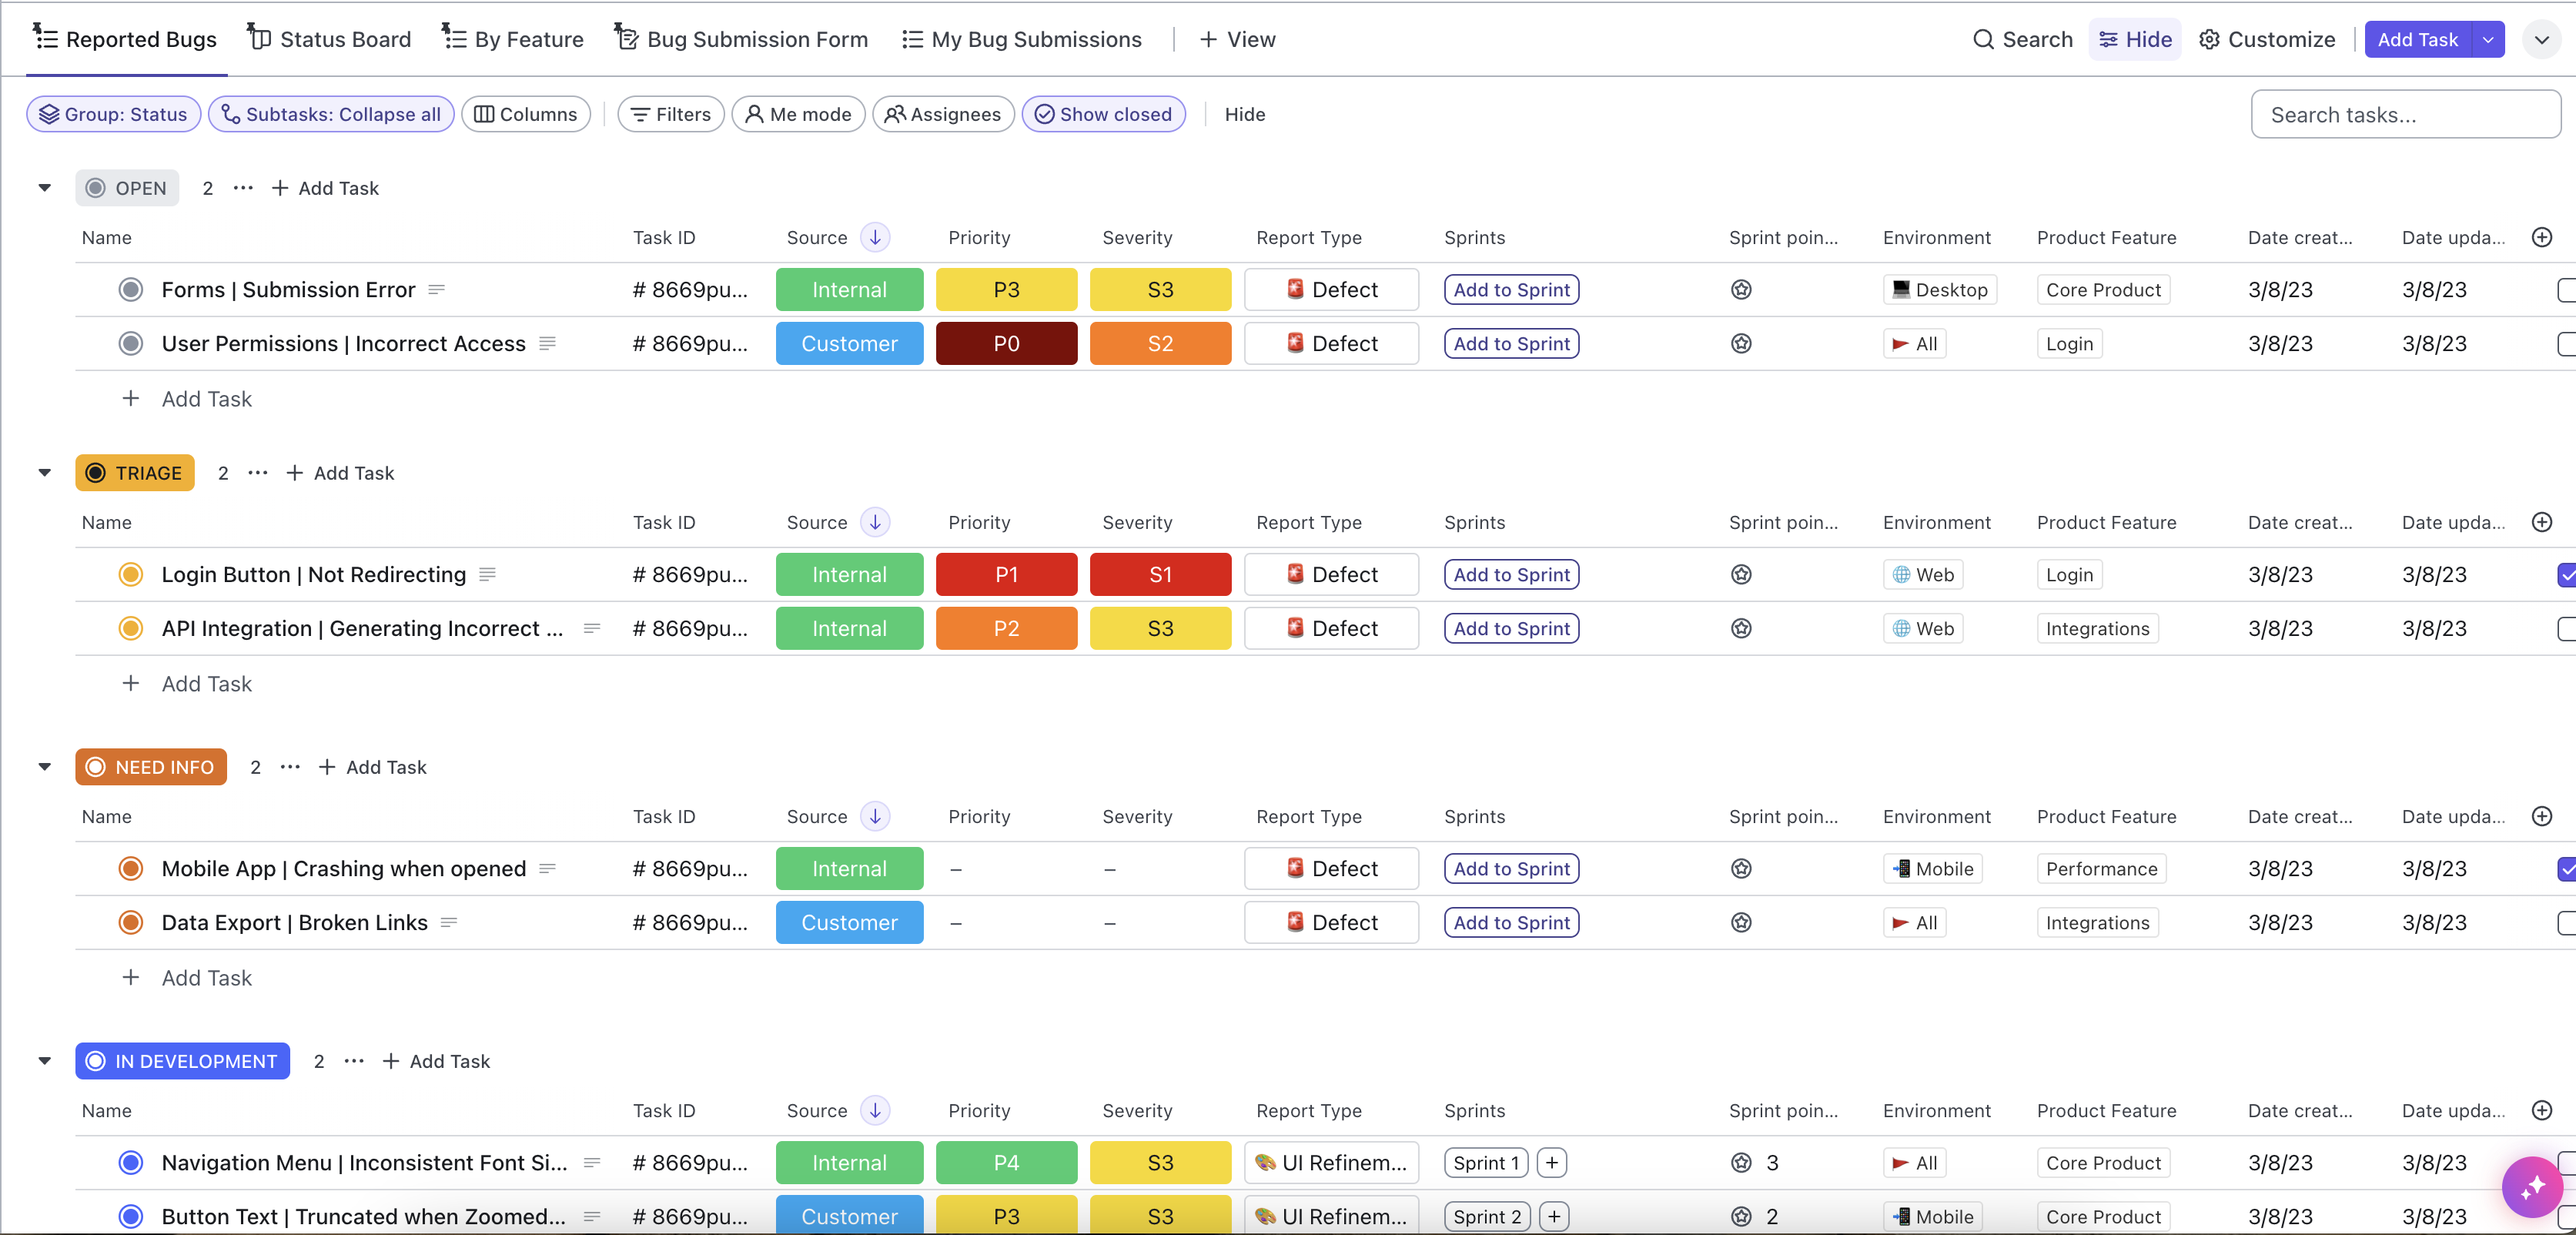 Reported Bugs Status Board By Feature Bug Submission Form My Bug Submissions + View Search Hide Customize Add Task
Group: Status Subtasks: Collapse all Columns Filters Me mode Assignees Show closed Hide Search tasks...
OPEN 2 ... + Add Task
Name Task ID Source Priority Severity Report Type Sprints Sprint poin... Environment Product Feature Date creat... Date upda...
Forms | Submission Error # 8669pu... Internal P3 S3 Defect Add to Sprint Desktop Core Product 3/8/23 3/8/23
User Permissions | Incorrect Access # 8669pu... Customer P0 S2 Defect Add to Sprint All Login 3/8/23 3/8/23
+ Add Task
TRIAGE 2 ... + Add Task
Name Task ID Source Priority Severity Report Type Sprints Sprint poin... Environment Product Feature Date creat... Date upda...
Login Button | Not Redirecting # 8669pu... Internal P1 S1 Defect Add to Sprint Web Login 3/8/23 3/8/23
API Integration | Generating Incorrect ... # 8669pu... Internal P2 S3 Defect Add to Sprint Web Integrations 3/8/23 3/8/23
+ Add Task
NEED INFO 2 ... + Add Task
Name Task ID Source Priority Severity Report Type Sprints Sprint poin... Environment Product Feature Date creat... Date upda...
Mobile App | Crashing when opened # 8669pu... Internal – – Defect Add to Sprint Mobile Performance 3/8/23 3/8/23
Data Export | Broken Links # 8669pu... Customer – – Defect Add to Sprint All Integrations 3/8/23 3/8/23
+ Add Task
IN DEVELOPMENT 2 ... + Add Task
Name Task ID Source Priority Severity Report Type Sprints Sprint poin... Environment Product Feature Date creat... Date upda...
Navigation Menu | Inconsistent Font Si... # 8669pu... Internal P4 S3 UI Refinem... Sprint 1 + 3 All Core Product 3/8/23 3/8/23
Button Text | Truncated when Zoomed... # 8669pu... Customer P3 S3 UI Refinem... Sprint 2 + 2 Mobile Core Product 3/8/23 3/8/23